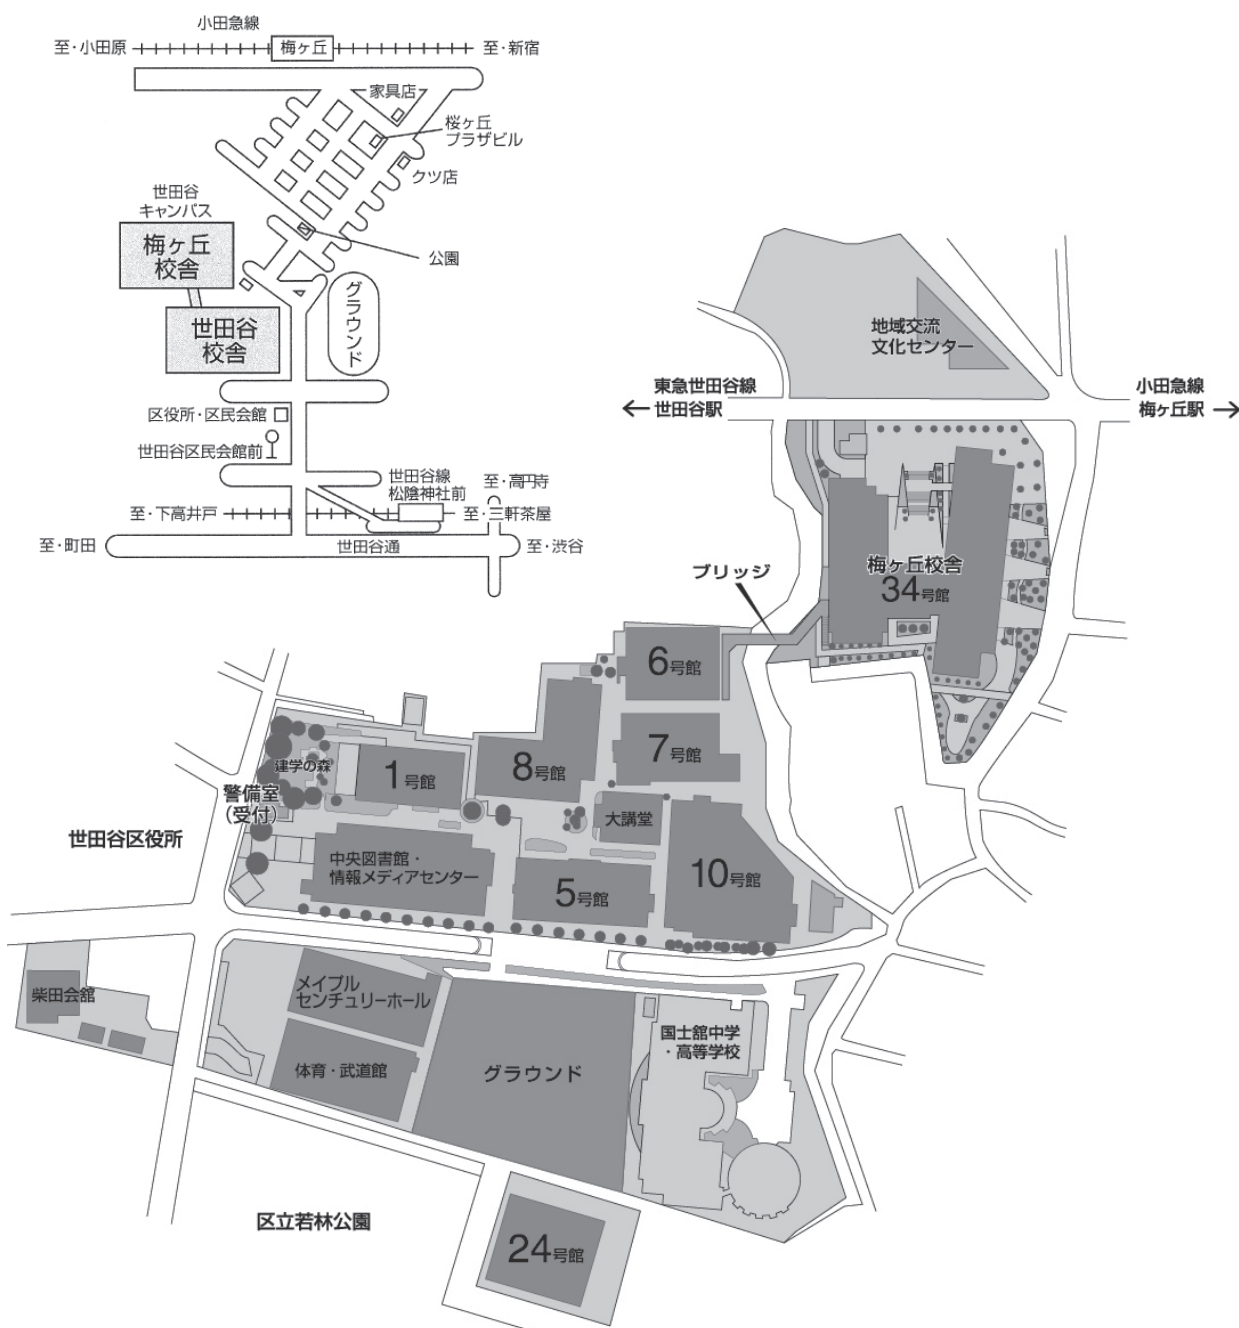 小田急線
至・小田原
梅ヶ丘
至・新宿
家具店
桜ヶ丘
プラザビル
クツ店
世田谷
キャンパス
梅ヶ丘
校舎
公園
世田谷
校舎
グラウンド
区役所・区民会館
世田谷区民会館前
世田谷線
松陰神社前
至・高円寺
至・下高井戸
至・三軒茶屋
至・町田
世田谷通
至・渋谷
地域交流
文化センター
東急世田谷線
← 世田谷駅
小田急線
梅ヶ丘駅 →
梅ヶ丘校舎
34号館
ブリッジ
6号館
7号館
8号館
1号館
建学の森
警備室
(受付)
大講堂
世田谷区役所
中央図書館・
情報メディアセンター
5号館
10号館
柴田会舘
メイプル
センチュリーホール
体育・武道館
グラウンド
国士舘中学
・高等学校
区立若林公園
24号館